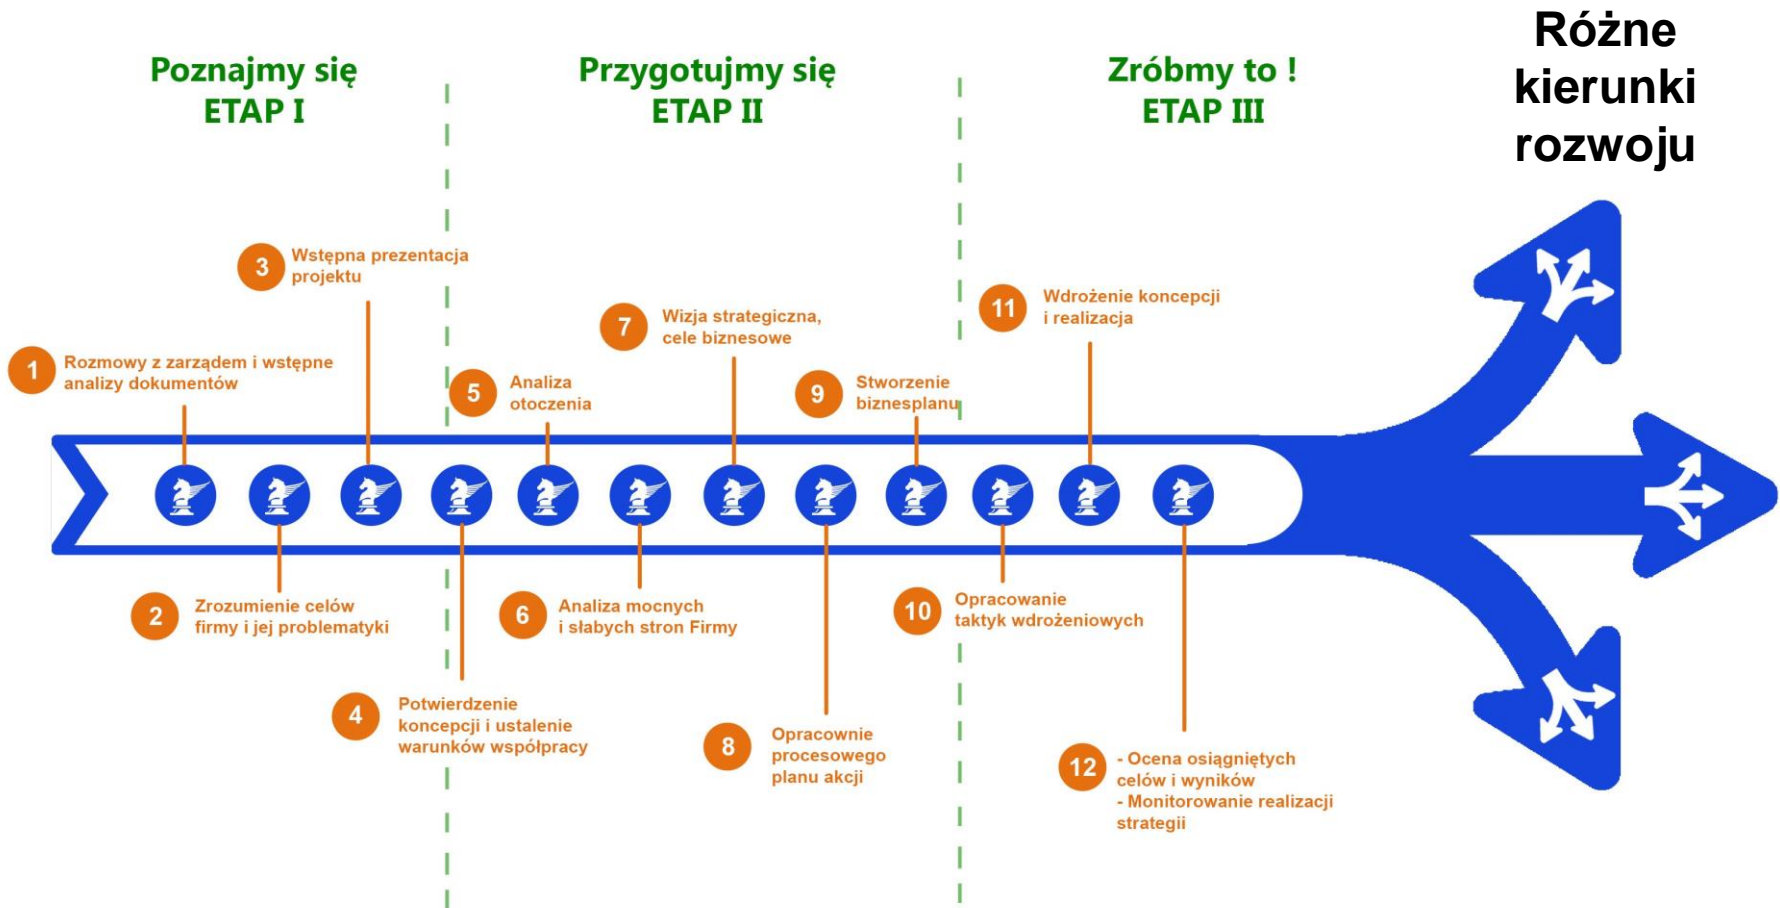 Poznajmy się
ETAP I
Przygotujmy się
ETAP II
Zróbmy to !
ETAP III
Różne
kierunki
rozwoju
1
Rozmowy z zarządem i wstępne
analizy dokumentów
2
Zrozumienie celów
firmy i jej problematyki
3
Wstępna prezentacja
projektu
4
Potwierdzenie
koncepcji i ustalenie
warunków współpracy
5
Analiza
otoczenia
6
Analiza mocnych
i słabych stron Firmy
7
Wizja strategiczna,
cele biznesowe
8
Opracownie
procesowego
planu akcji
9
Stworzenie
biznesplanu
10
Opracowanie
taktyk wdrożeniowych
11
Wdrożenie koncepcji
i realizacja
12
- Ocena osiągniętych
celów i wyników
- Monitorowanie realizacji
strategii